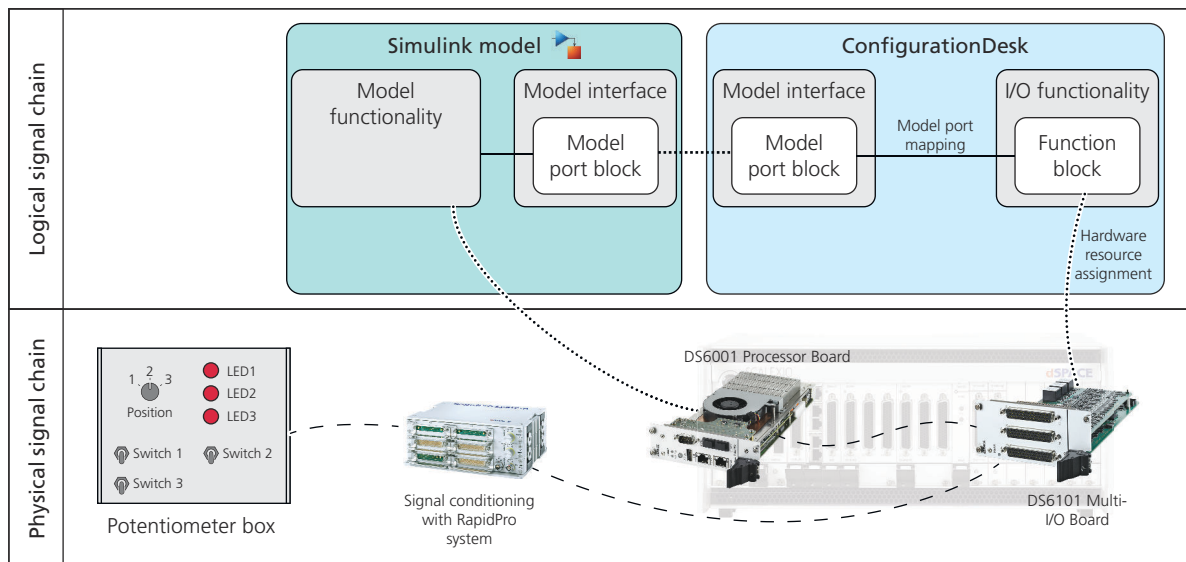 Logical signal chain
Simulink model
ConfigurationDesk
Model
functionality
Model interface
Model
port block
Model interface
Model
port block
Model port
mapping
I/O functionality
Function
block
Hardware
resource
assignment
Physical signal chain
1
2
3
Position
LED1
LED2
LED3
Switch 1
Switch 2
Switch 3
Potentiometer box
Signal conditioning
with RapidPro
system
DS6001 Processor Board
dSPACE
DS6101 Multi-
I/O Board